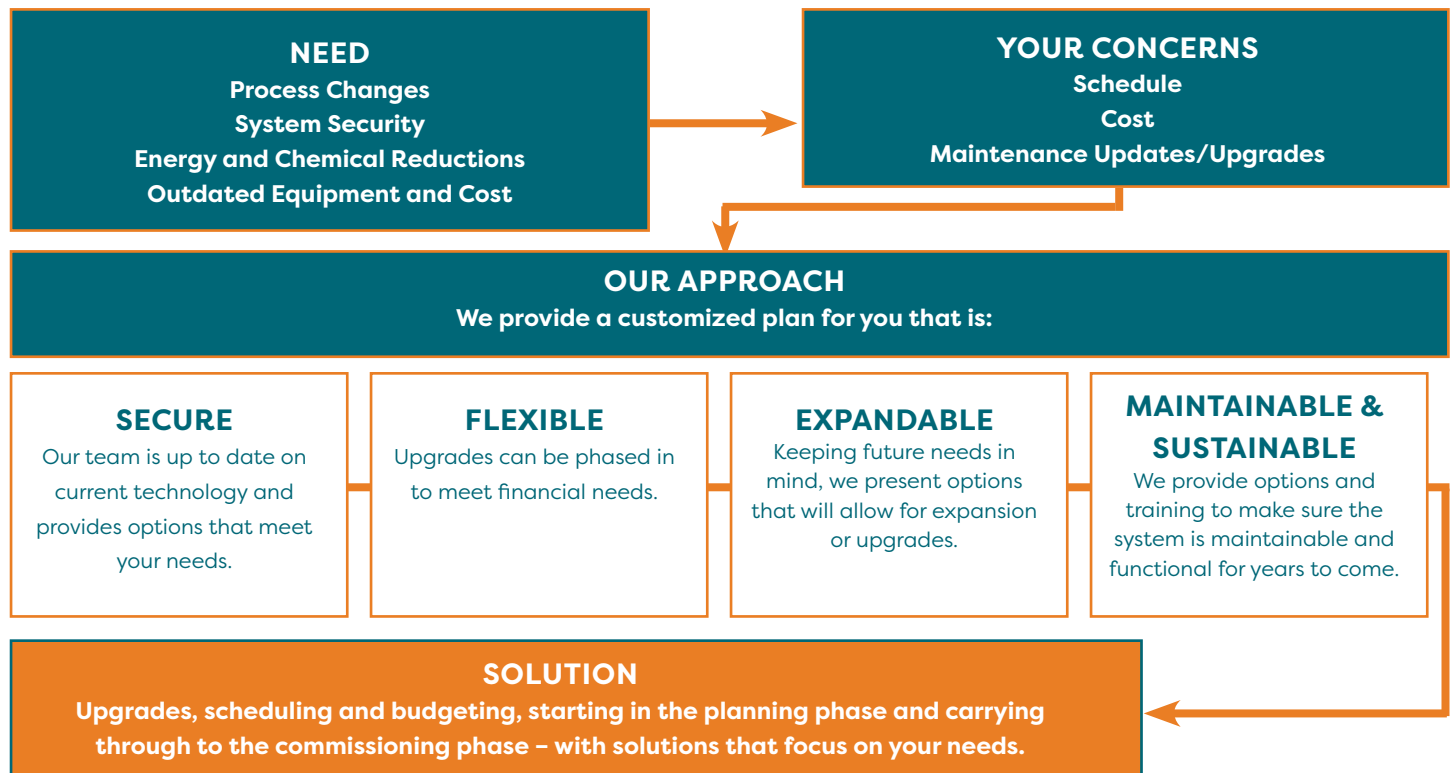 NEED
Process Changes
System Security
Energy and Chemical Reductions
Outdated Equipment and Cost
YOUR CONCERNS
Schedule
Cost
Maintenance Updates/Upgrades
OUR APPROACH
We provide a customized plan for you that is:
SECURE
Our team is up to date on
current technology and
provides options that meet
your needs.
FLEXIBLE
Upgrades can be phased in
to meet financial needs.
EXPANDABLE
Keeping future needs in
mind, we present options
that will allow for expansion
or upgrades.
MAINTAINABLE &
SUSTAINABLE
We provide options and
training to make sure the
system is maintainable and
functional for years to come.
SOLUTION
Upgrades, scheduling and budgeting, starting in the planning phase and carrying
through to the commissioning phase – with solutions that focus on your needs.